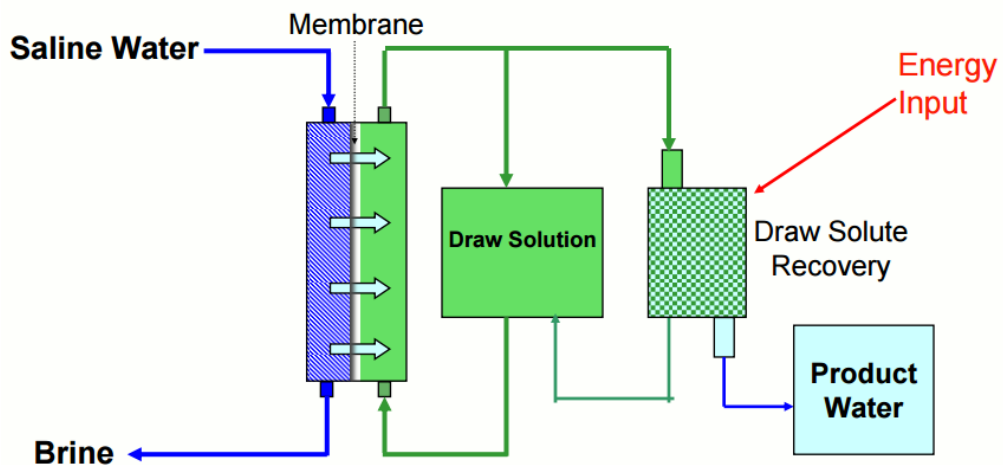 Membrane
Saline Water
Energy
Input
Draw Solution
Draw Solute
Recovery
Product
Water
Brine